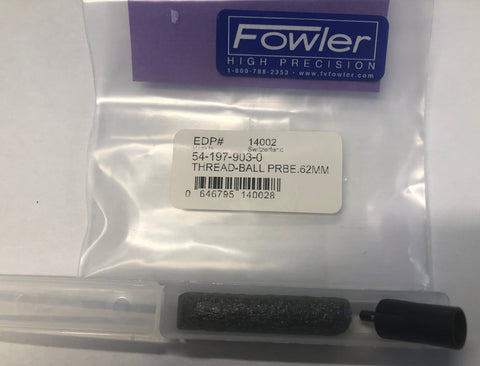 Fowler
HIGH PRECISION
1-800-788-2353 • www.fvfowler.com
EDP# 14002
Switzerland
54-197-903-0
THREAD-BALL PRBE.62MM
0 646795 140028